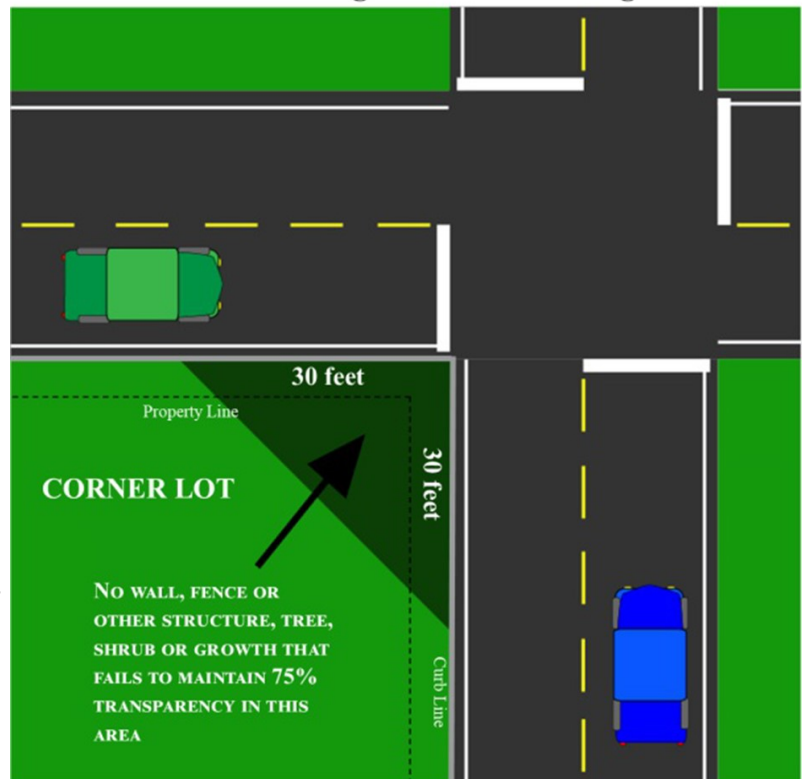 30 feet
Property Line
30 feet
CORNER LOT
NO WALL, FENCE OR
OTHER STRUCTURE, TREE,
SHRUB OR GROWTH THAT
FAILS TO MAINTAIN 75%
TRANSPARENCY IN THIS
AREA
Curb Line